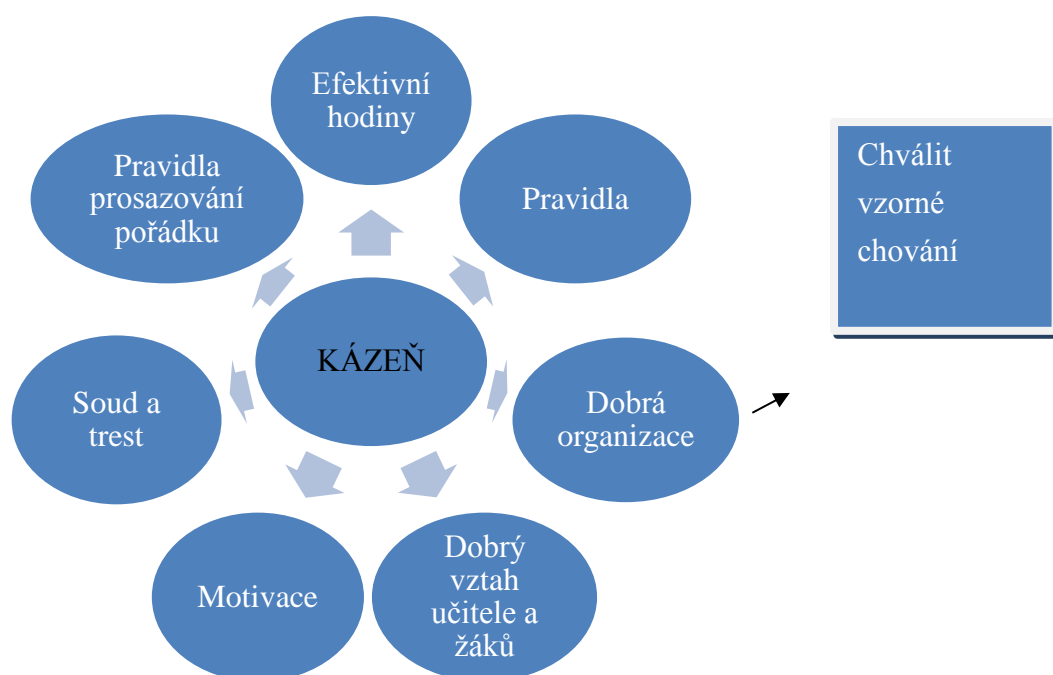 Efektivní
hodiny
Pravidla
prosazování
pořádku
Pravidla
Chválit
vzorné
chování
KÁZEŇ
Soud a
trest
Dobrá
organizace
Motivace
Dobrý
vztah
učitele a
žáků